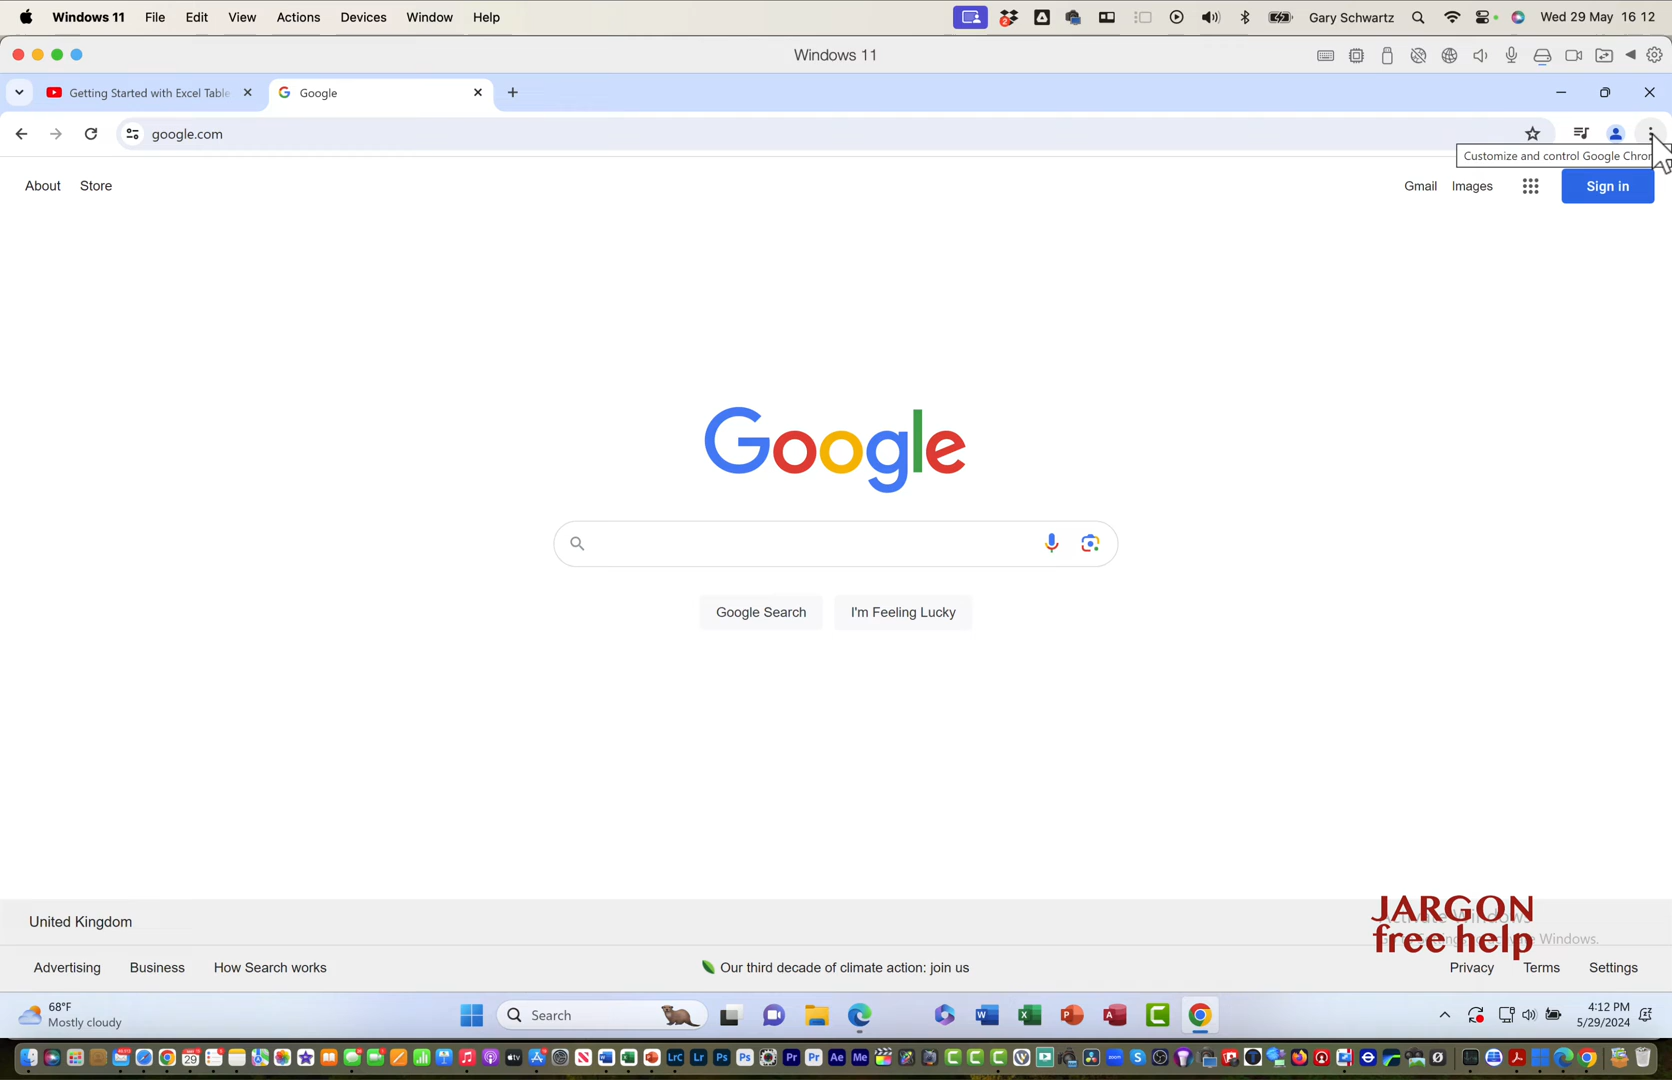 Windows 11 File Edit View Actions Devices Window Help Gary Schwartz Wed 29 May 16 12
Windows 11
Getting Started with Excel Table Google
google.com
Customize and control Google Chron
About Store Gmail Images Sign in
Google
Google Search I'm Feeling Lucky
United Kingdom
JARGON
free help
Advertising Business How Search works Our third decade of climate action: join us Privacy Terms Settings
68°F
Mostly cloudy
Search
4:12 PM
5/29/2024